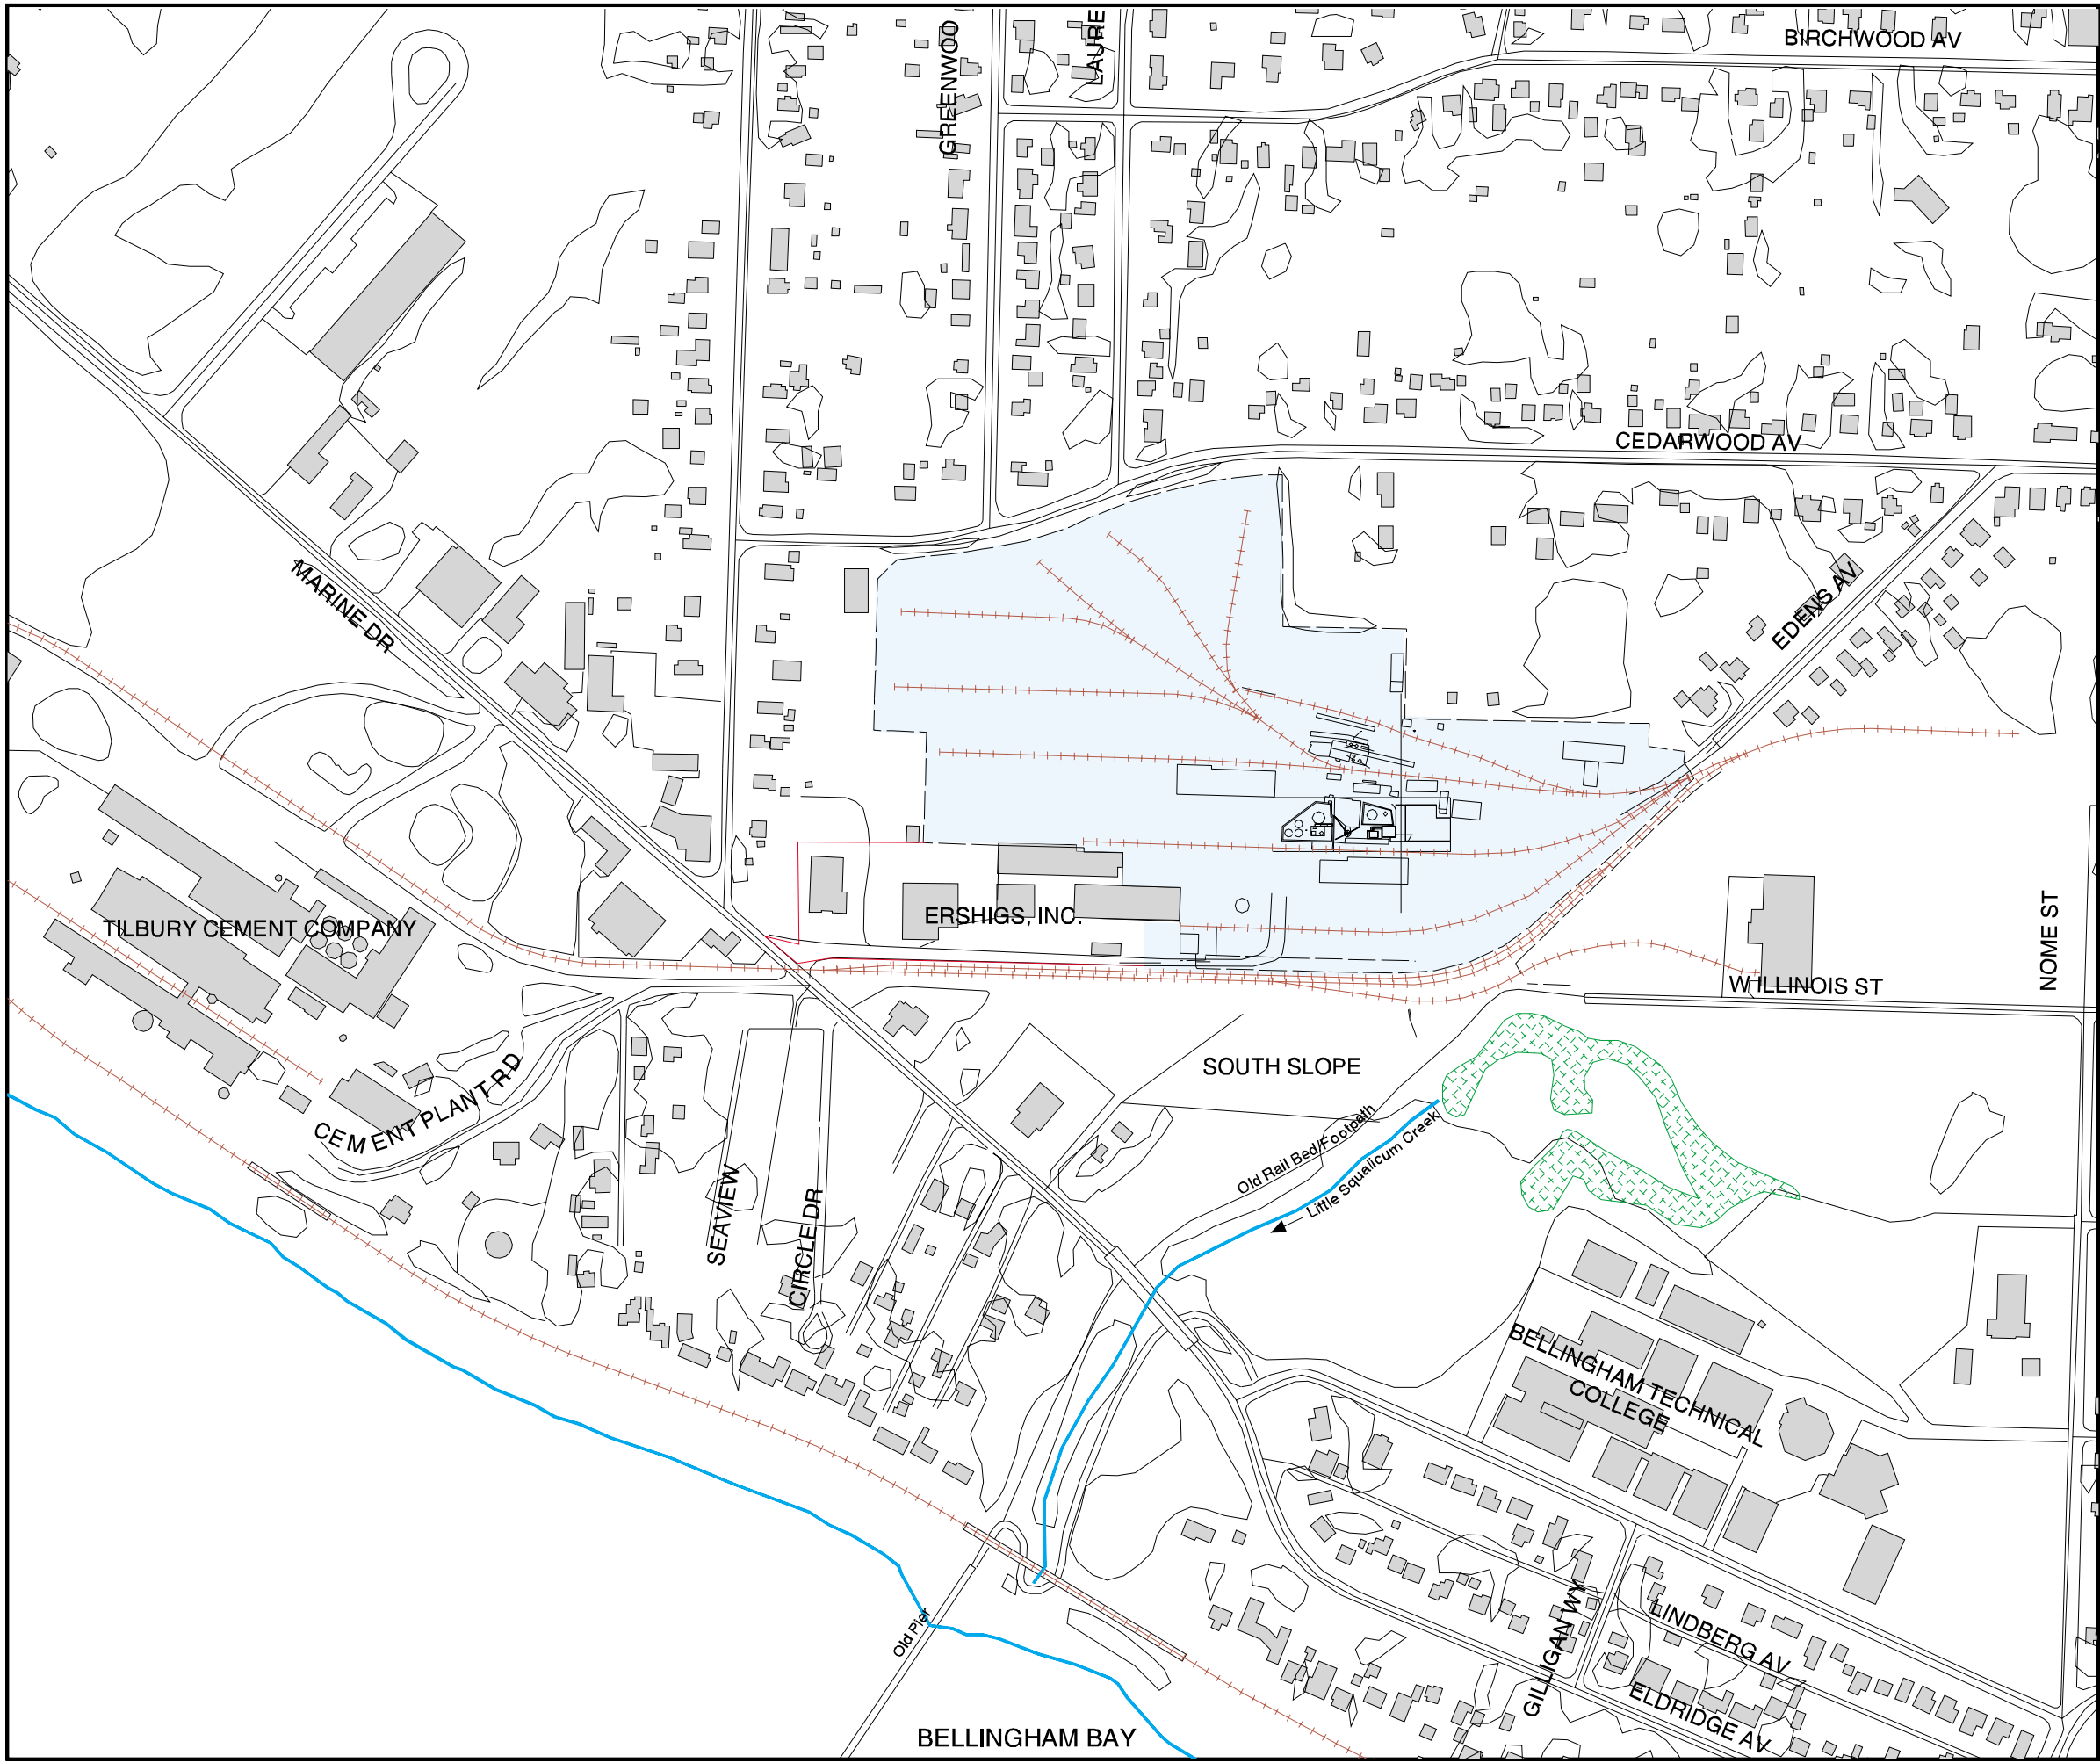 BIRCHWOOD AV
GREENWOO
LAURE
CEDARWOOD AV
MARINE DR
EDENS AV
TILBURY CEMENT COMPANY
ERSHIGS, INC.
NOME ST
W ILLINOIS ST
SOUTH SLOPE
CEMENT PLANT RD
Old Rail Bed/Footpath
Little Squalicum Creek
SEAVIEW
CIRCLE DR
BELLINGHAM TECHNICAL
COLLEGE
Old Pier
GILLIGAN WY
LINDBERG AV
ELDRIDGE AV
BELLINGHAM BAY